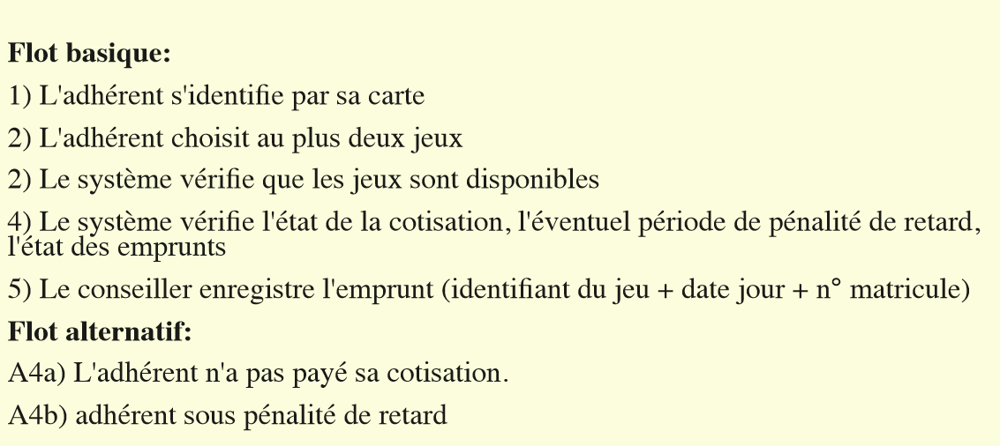 Flot basique:
1) L'adhérent s'identifie par sa carte
2) L'adhérent choisit au plus deux jeux
2) Le système vérifie que les jeux sont disponibles
4) Le système vérifie l'état de la cotisation, l'éventuel période de pénalité de retard,
l'état des emprunts
5) Le conseiller enregistre l'emprunt (identifiant du jeu + date jour + n° matricule)
Flot alternatif:
A4a) L'adhérent n'a pas payé sa cotisation.
A4b) adhérent sous pénalité de retard